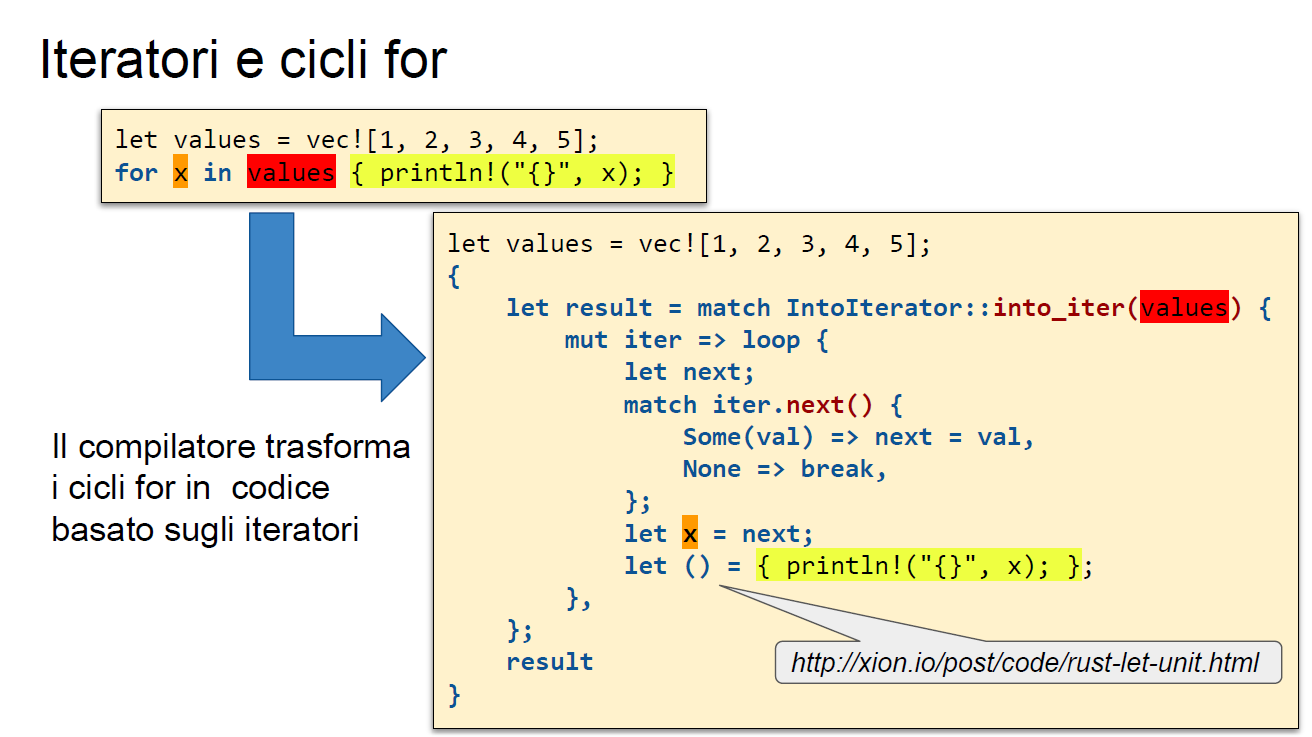 Iteratori e cicli for
let values = vec![1, 2, 3, 4, 5];
for x in values { println!("{}", x); }
let values = vec![1, 2, 3, 4, 5];
{
    let result = match IntoIterator::into_iter(values) {
        mut iter => loop {
            let next;
            match iter.next() {
                Some(val) => next = val,
                None => break,
            };
            let x = next;
            let () = { println!("{}", x); };
        },
    };
    result
}
Il compilatore trasforma
i cicli for in  codice
basato sugli iteratori
http://xion.io/post/code/rust-let-unit.html